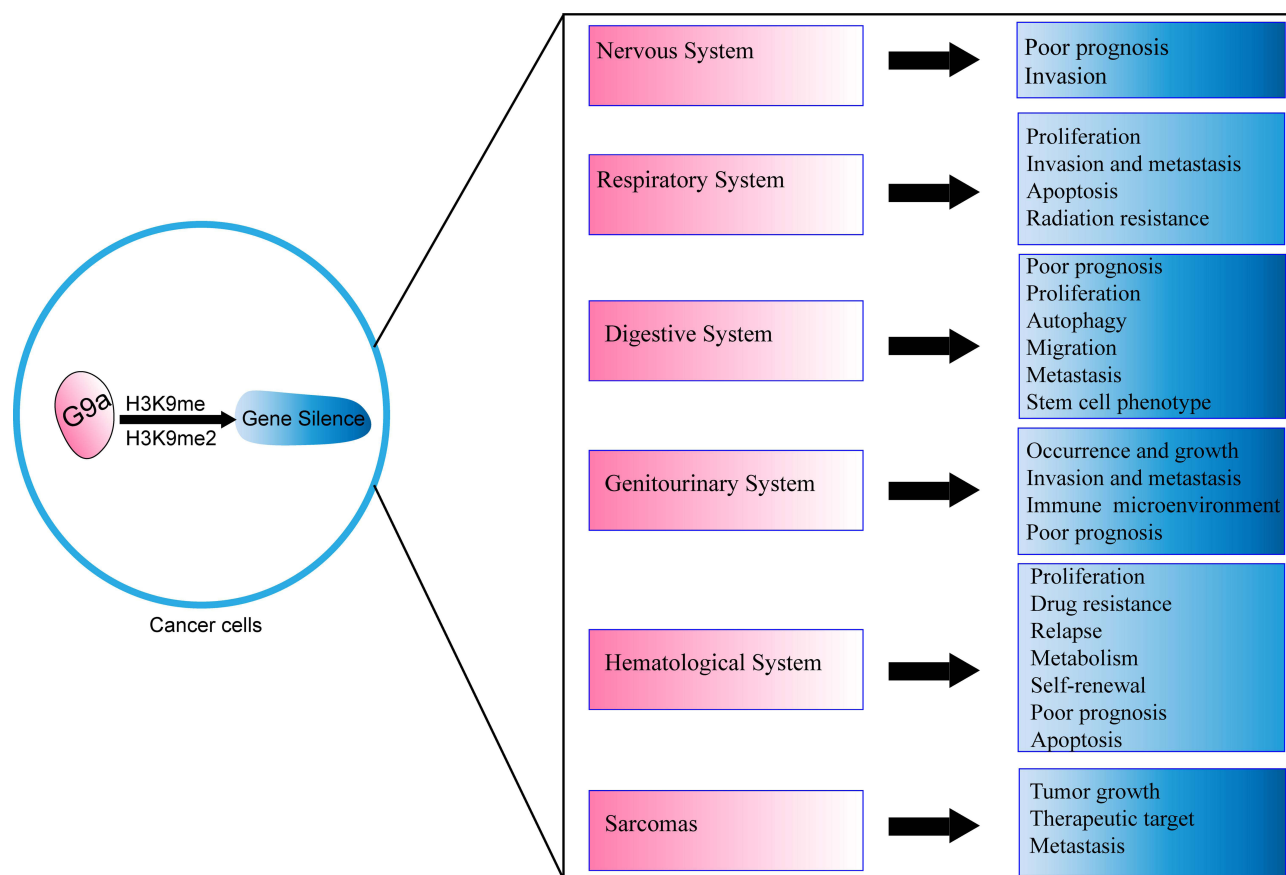 G9a
H3K9me
H3K9me2
Gene Silence
Cancer cells
Nervous System
Poor prognosis
Invasion
Respiratory System
Proliferation
Invasion and metastasis
Apoptosis
Radiation resistance
Digestive System
Poor prognosis
Proliferation
Autophagy
Migration
Metastasis
Stem cell phenotype
Genitourinary System
Occurrence and growth
Invasion and metastasis
Immune microenvironment
Poor prognosis
Hematological System
Proliferation
Drug resistance
Relapse
Metabolism
Self-renewal
Poor prognosis
Apoptosis
Sarcomas
Tumor growth
Therapeutic target
Metastasis